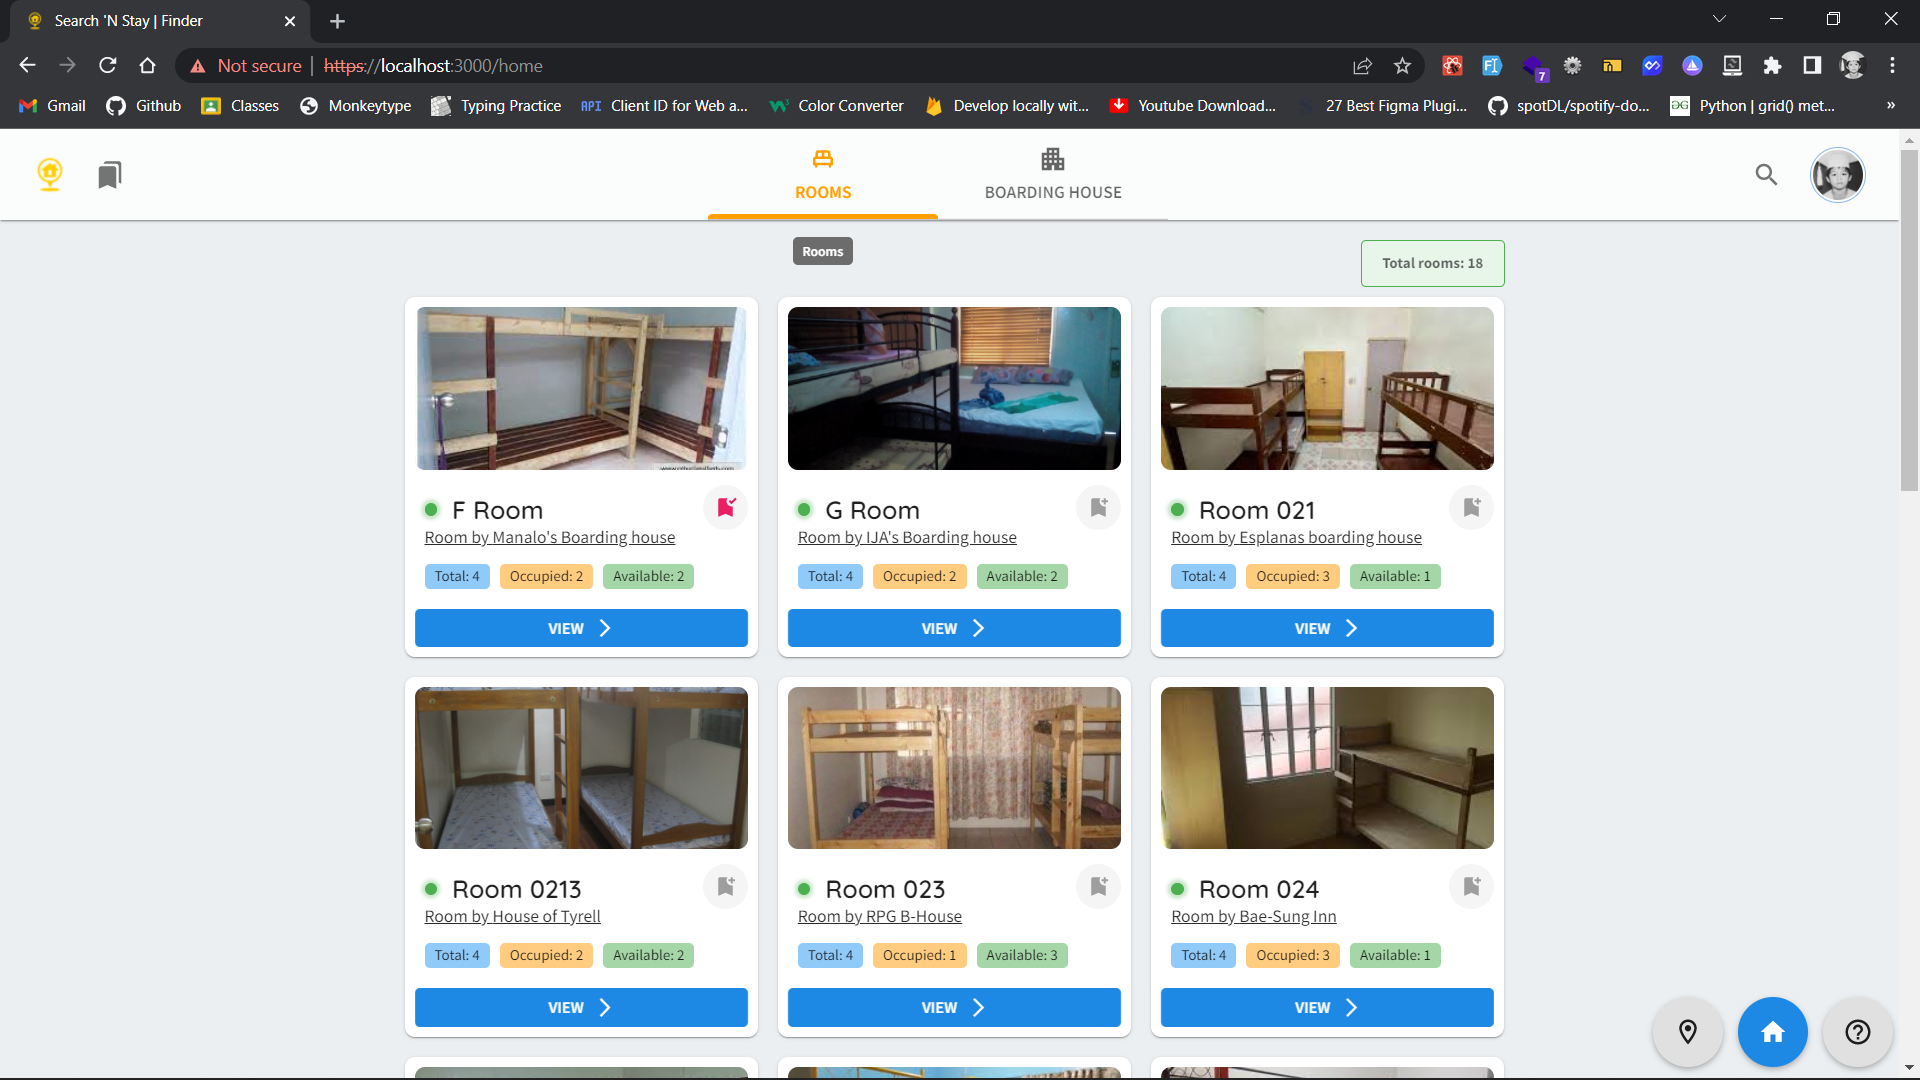 Search 'N Stay | Finder
Not secure https://localhost:3000/home
7
Gmail Github Classes Monkeytype Typing Practice API Client ID for Web a... Color Converter Develop locally wit... Youtube Download... 27 Best Figma Plugi... spotDL/spotify-do... Python | grid() met... »
ROOMS BOARDING HOUSE
Rooms
Total rooms: 18
F Room G Room Room 021
Room by Manalo's Boarding house Room by IJA's Boarding house Room by Esplanas boarding house
Total: 4 Occupied: 2 Available: 2 Total: 4 Occupied: 2 Available: 2 Total: 4 Occupied: 3 Available: 1
VIEW VIEW VIEW
Room 0213 Room 023 Room 024
Room by House of Tyrell Room by RPG B-House Room by Bae-Sung Inn
Total: 4 Occupied: 2 Available: 2 Total: 4 Occupied: 1 Available: 3 Total: 4 Occupied: 3 Available: 1
VIEW VIEW VIEW